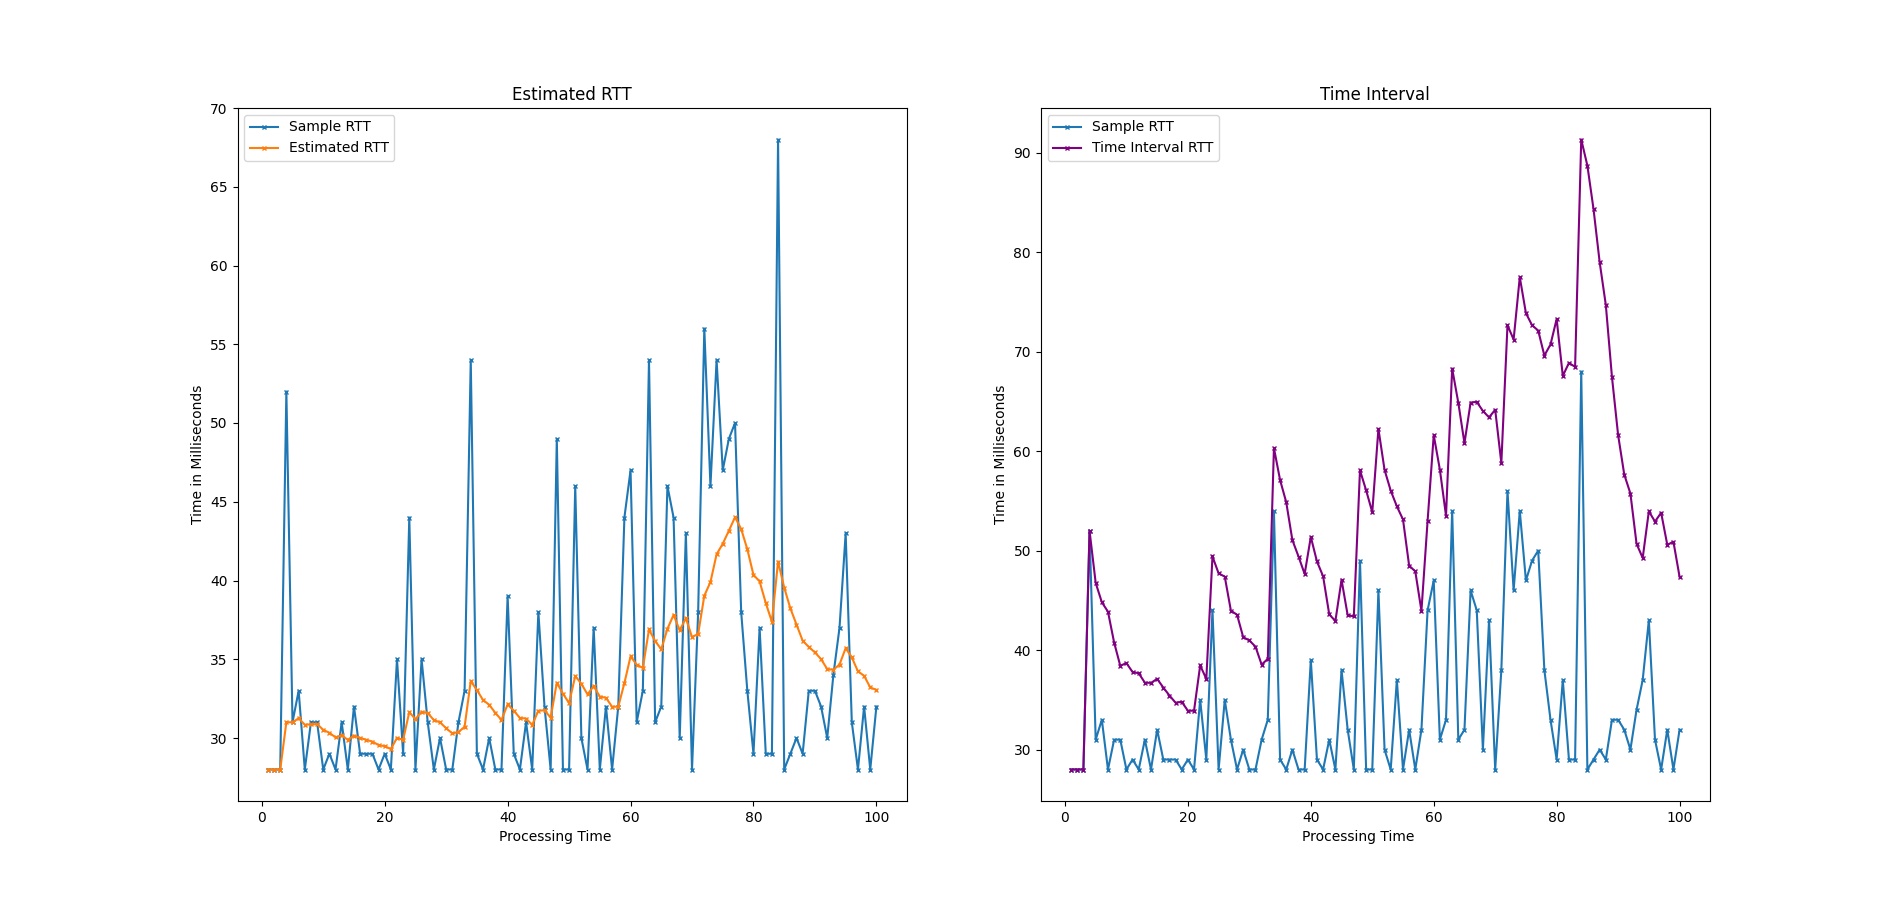 Estimated RTT
Sample RTT
Estimated RTT
Time in Milliseconds
70
65
60
55
50
45
40
35
30
0 20 40 60 80 100
Processing Time
Time Interval
Sample RTT
Time Interval RTT
Time in Milliseconds
90
80
70
60
50
40
30
0 20 40 60 80 100
Processing Time